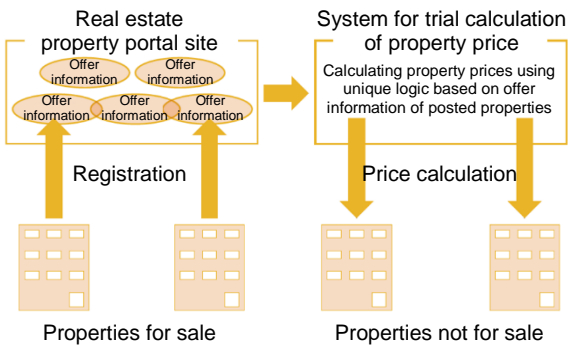 Real estate
property portal site
Offer
information
Offer
information
Offer
information
Offer
information
Offer
information
Registration
Properties for sale
System for trial calculation
of property price
Calculating property prices using
unique logic based on offer
information of posted properties
Price calculation
Properties not for sale